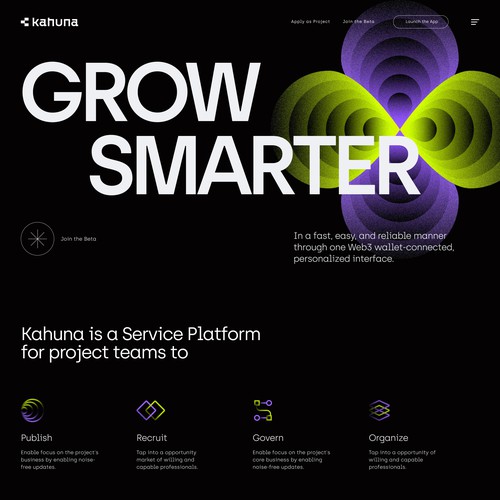 kahuna
Apply as Project
Join the Beta
Launch the App
GROW
SMARTER
Join the Beta
In a fast, easy, and reliable manner
through one Web3 wallet-connected,
personalized interface.
Kahuna is a Service Platform
for project teams to
Publish
Enable focus on the project's
business by enabling noise-
free updates.
Recruit
Tap into a opportunity
market of willing and
capable professionals.
Govern
Enable focus on the project's
core business by enabling
noise-free updates.
Organize
Tap into a opportunity of
willing and capable
professionals.